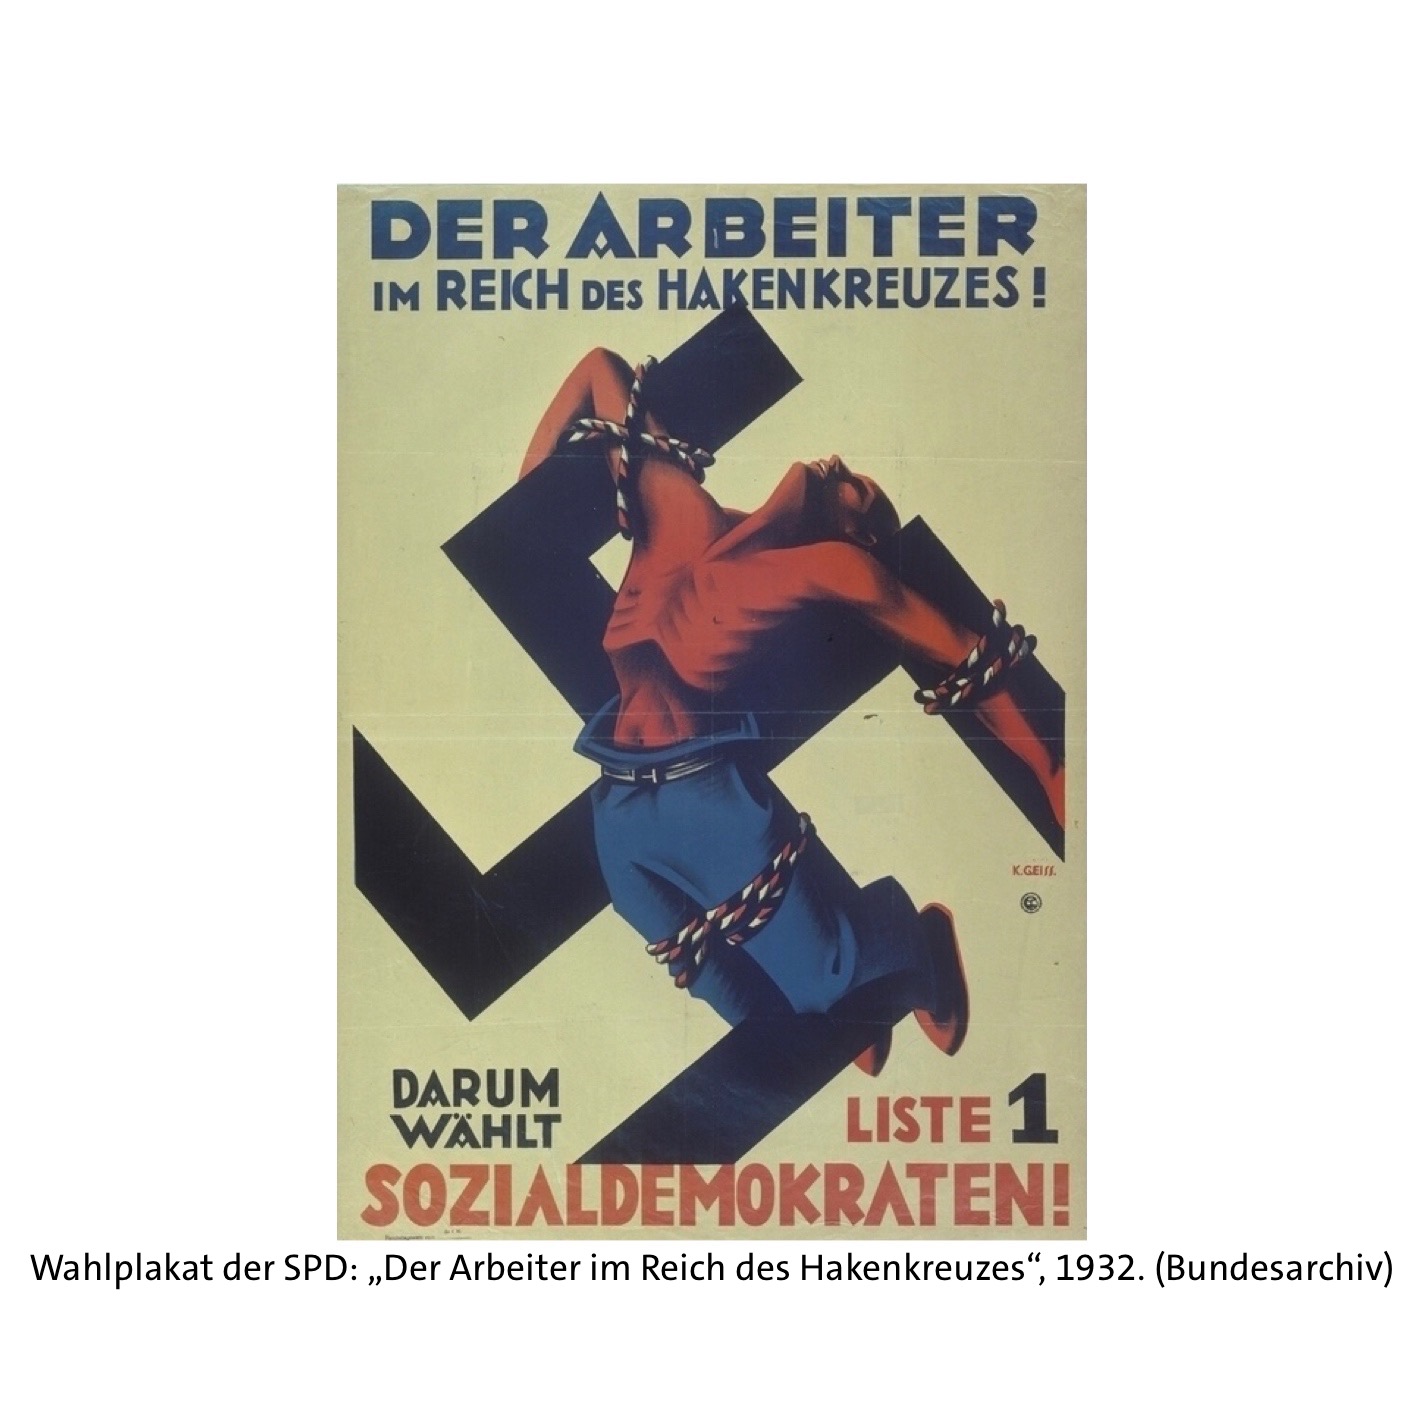 DER ARBEITER
IM REICH DES HAKENKREUZES!
K.GEISS.
DARUM
WÄHLT
LISTE 1
SOZIALDEMOKRATEN!
Wahlplakat der SPD: „Der Arbeiter im Reich des Hakenkreuzes“, 1932. (Bundesarchiv)